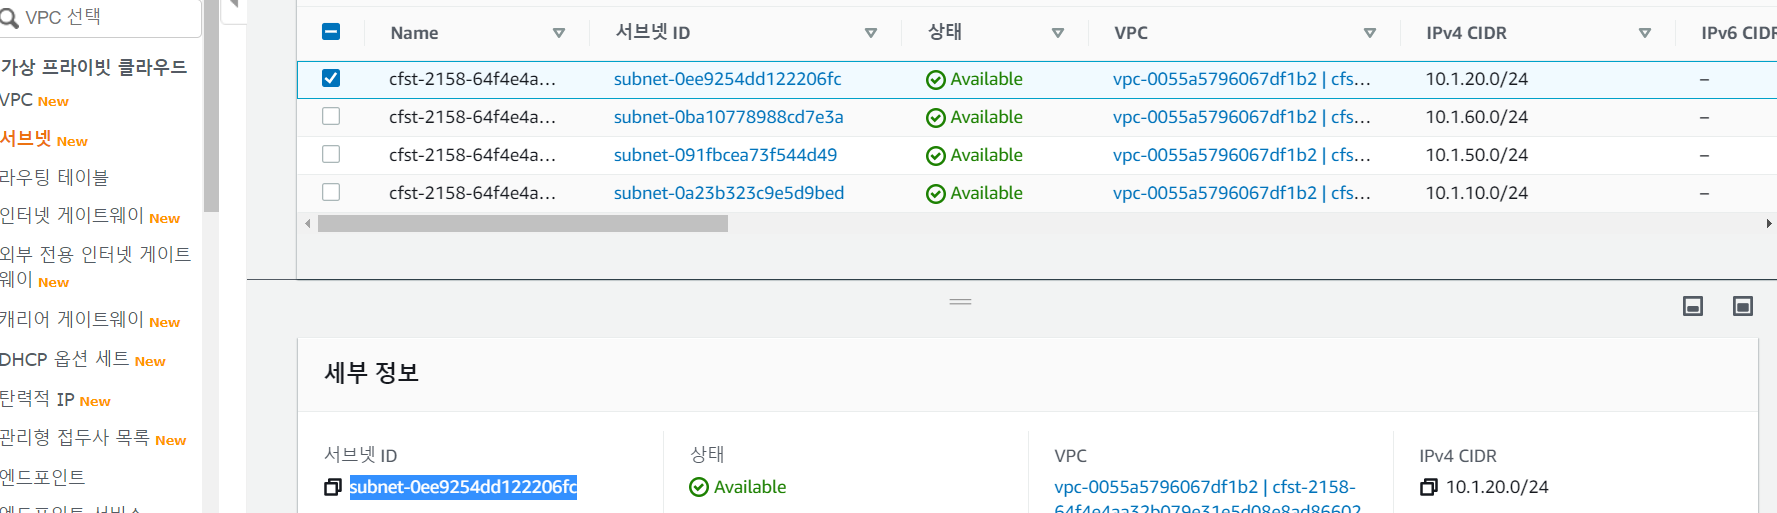 VPC 선택
가상 프라이빗 클라우드
VPC New
서브넷 New
라우팅 테이블
인터넷 게이트웨이 New
외부 전용 인터넷 게이트
웨이 New
캐리어 게이트웨이 New
DHCP 옵션 세트 New
탄력적 IP New
관리형 접두사 목록 New
엔드포인트
엔드포인트 서비스
Name 서브넷 ID 상태 VPC IPv4 CIDR IPv6 CIDR
cfst-2158-64f4e4a... subnet-0ee9254dd122206fc Available vpc-0055a5796067df1b2 | cfs... 10.1.20.0/24 –
cfst-2158-64f4e4a... subnet-0ba10778988cd7e3a Available vpc-0055a5796067df1b2 | cfs... 10.1.60.0/24 –
cfst-2158-64f4e4a... subnet-091fbcea73f544d49 Available vpc-0055a5796067df1b2 | cfs... 10.1.50.0/24 –
cfst-2158-64f4e4a... subnet-0a23b323c9e5d9bed Available vpc-0055a5796067df1b2 | cfs... 10.1.10.0/24 –
세부 정보
서브넷 ID
subnet-0ee9254dd122206fc
상태
Available
VPC
vpc-0055a5796067df1b2 | cfst-2158-
64f4e4aa32b079e31e5d08e8ad86602
IPv4 CIDR
10.1.20.0/24